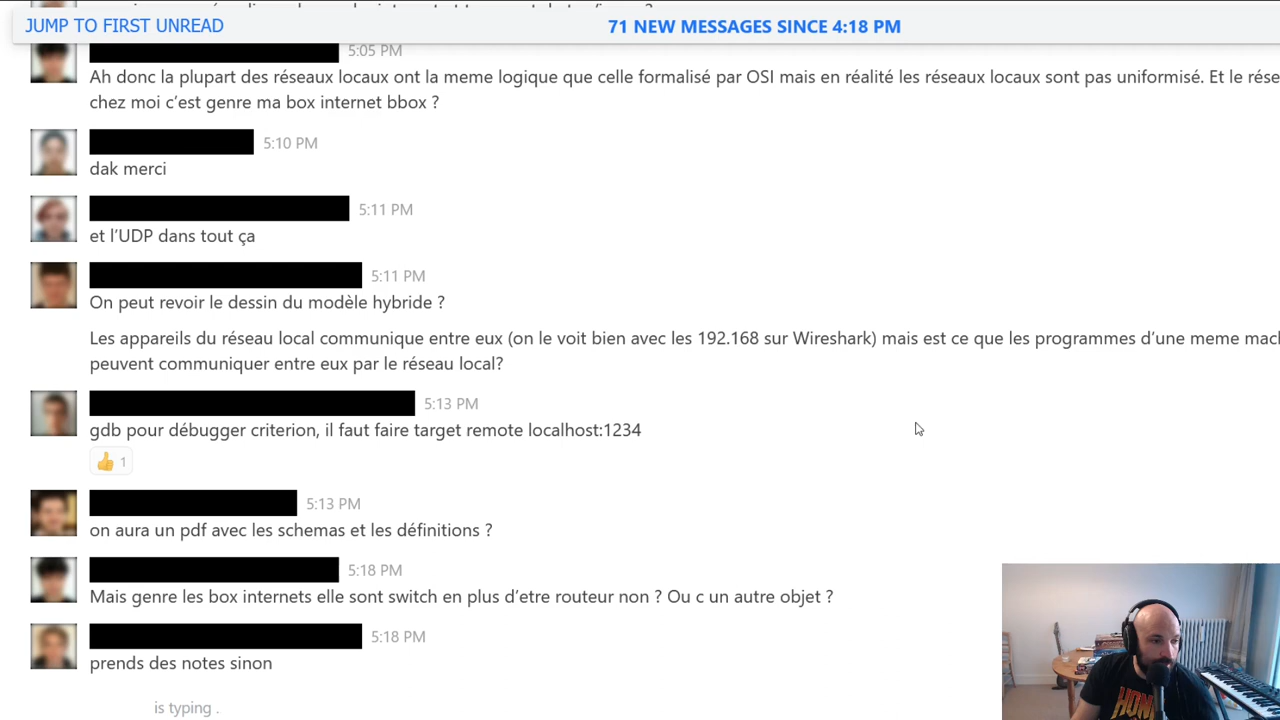 JUMP TO FIRST UNREAD
71 NEW MESSAGES SINCE 4:18 PM
5:05 PM
Ah donc la plupart des réseaux locaux ont la meme logique que celle formalisé par OSI mais en réalité les réseaux locaux sont pas uniformisé. Et le
chez moi c’est genre ma box internet bbox ?
5:10 PM
dak merci
5:11 PM
et l’UDP dans tout ça
5:11 PM
On peut revoir le dessin du modèle hybride ?
Les appareils du réseau local communique entre eux (on le voit bien avec les 192.168 sur Wireshark) mais est ce que les programmes d’une meme
peuvent communiquer entre eux par le réseau local?
5:13 PM
gdb pour débugger criterion, il faut faire target remote localhost:1234
👍 1
5:13 PM
on aura un pdf avec les schemas et les définitions ?
5:18 PM
Mais genre les box internets elle sont switch en plus d’etre routeur non ? Ou c un autre objet ?
5:18 PM
prends des notes sinon
is typing .